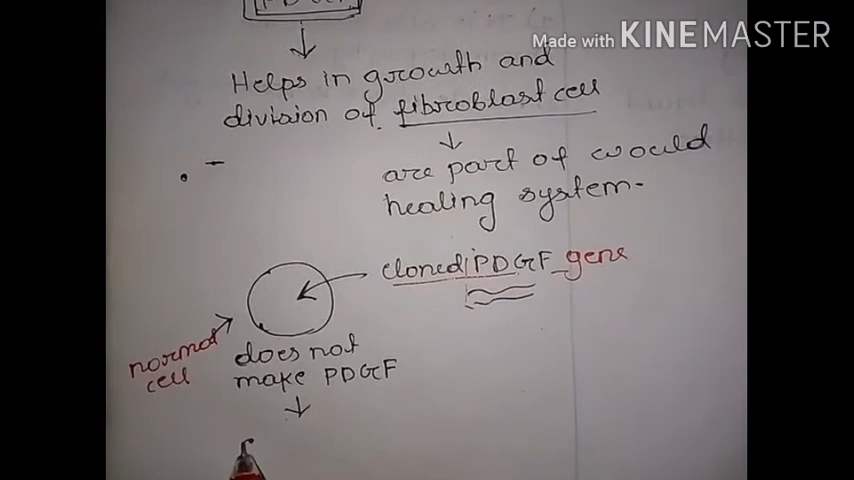 PDGF
Made with KINEMASTER
Helps in growth and
division of fibroblast cell
are part of would
healing system.
cloned PDGF gene
normal
cell
does not
make PDGF